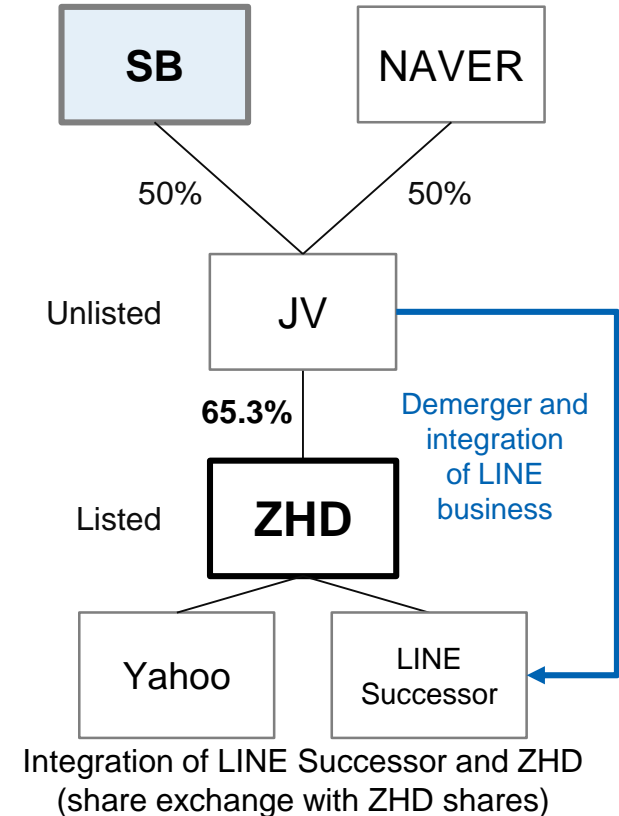 SB
NAVER
50%
50%
Unlisted
JV
65.3%
Demerger and
integration
of LINE
business
Listed
ZHD
Yahoo
LINE
Successor
Integration of LINE Successor and ZHD
(share exchange with ZHD shares)